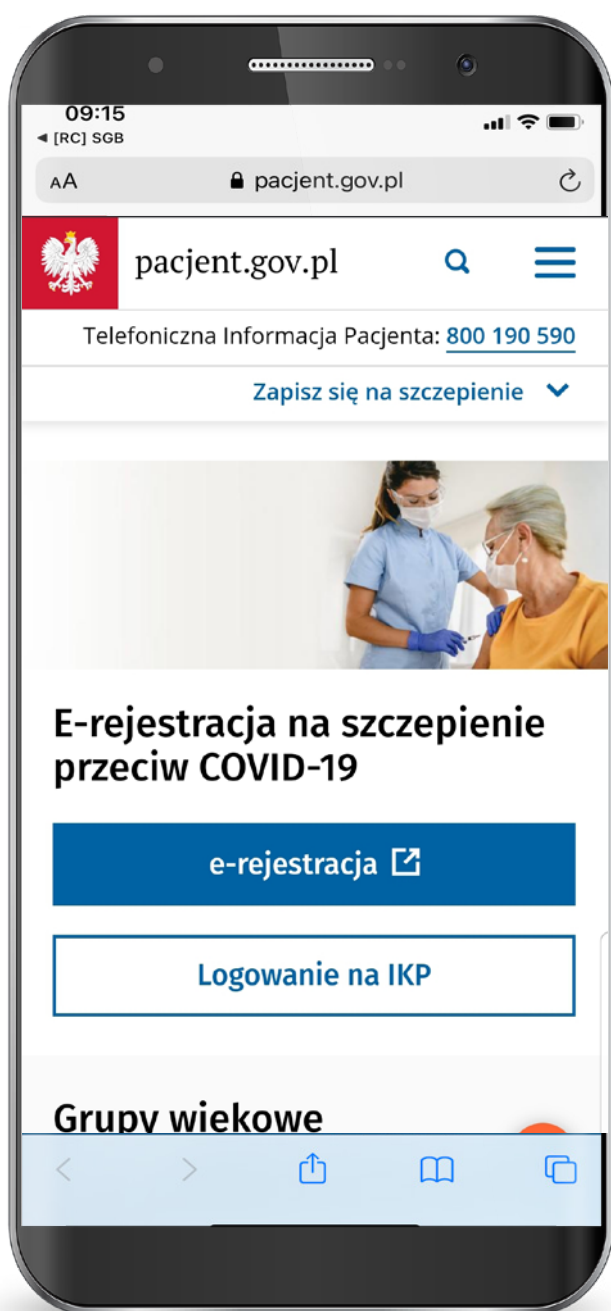 09:15
◀ [RC] SGB
AA pacjent.gov.pl
pacjent.gov.pl
Telefoniczna Informacja Pacjenta: 800 190 590
Zapisz się na szczepienie
E-rejestracja na szczepienie
przeciw COVID-19
e-rejestracja
Logowanie na IKP
Grupy wiekowe